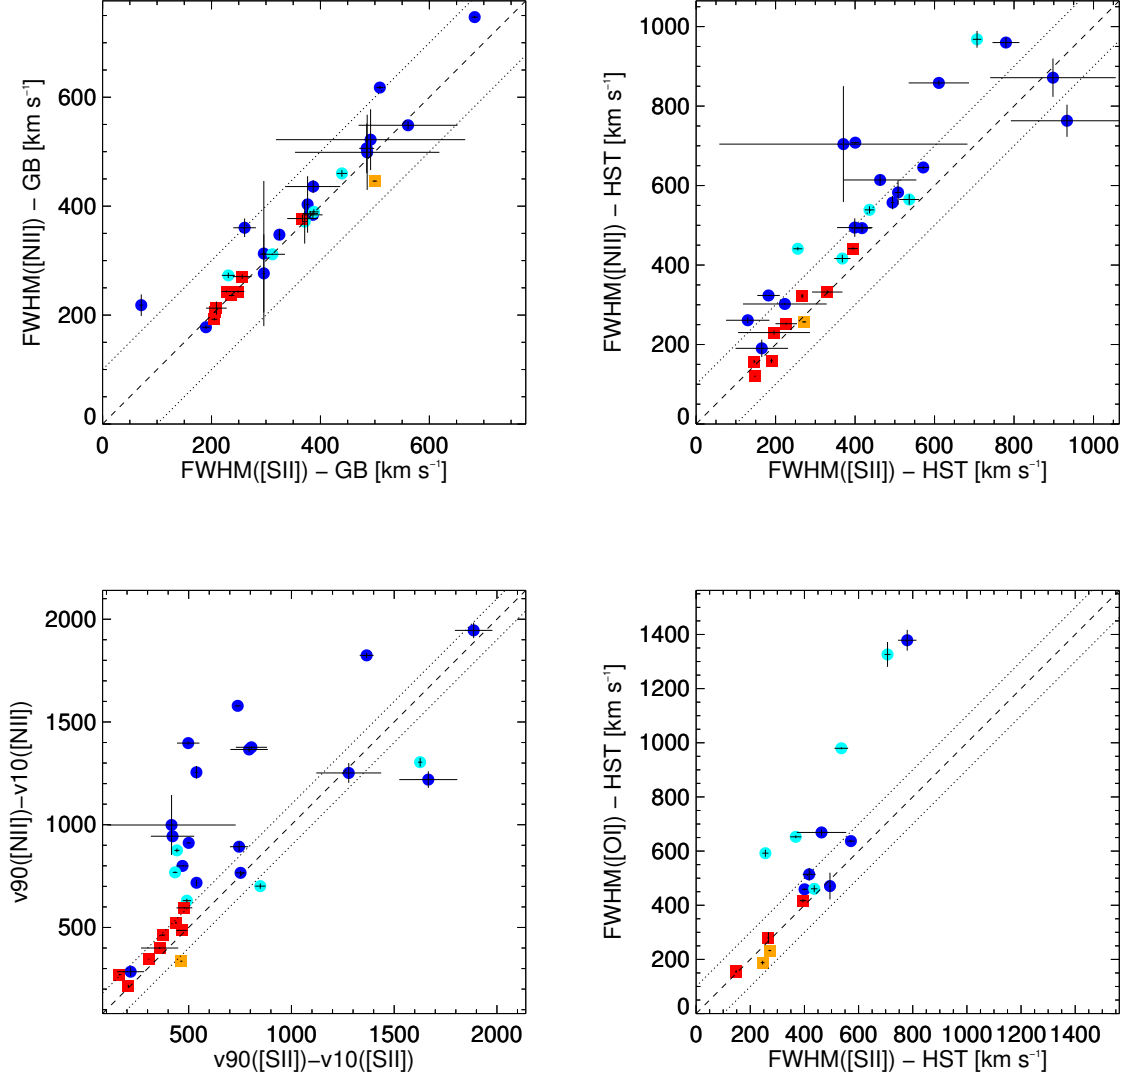 FWHM([NII]) − GB [km s⁻¹]
600
400
200
0
0 200 400 600
FWHM([SII]) − GB [km s⁻¹]
FWHM([NII]) − HST [km s⁻¹]
1000
800
600
400
200
0
0 200 400 600 800 1000
FWHM([SII]) − HST [km s⁻¹]
v90([NII])−v10([NII])
2000
1500
1000
500
500 1000 1500 2000
v90([SII])−v10([SII])
FWHM([OI]) − HST [km s⁻¹]
1400
1200
1000
800
600
400
200
0
0 200 400 600 800 1000 1200 1400
FWHM([SII]) − HST [km s⁻¹]